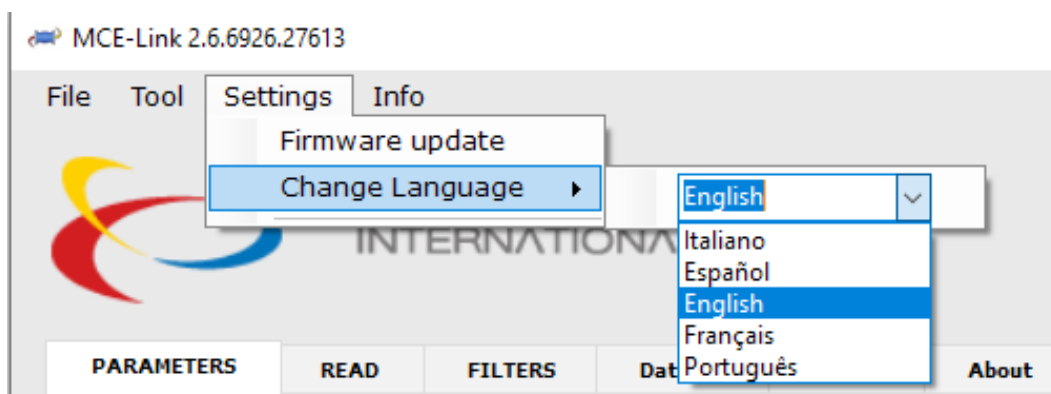 MCE-Link 2.6.6926.27613
File Tool Settings Info
Firmware update
Change Language English
Italiano
Español
English
Français
Português
PARAMETERS READ FILTERS About